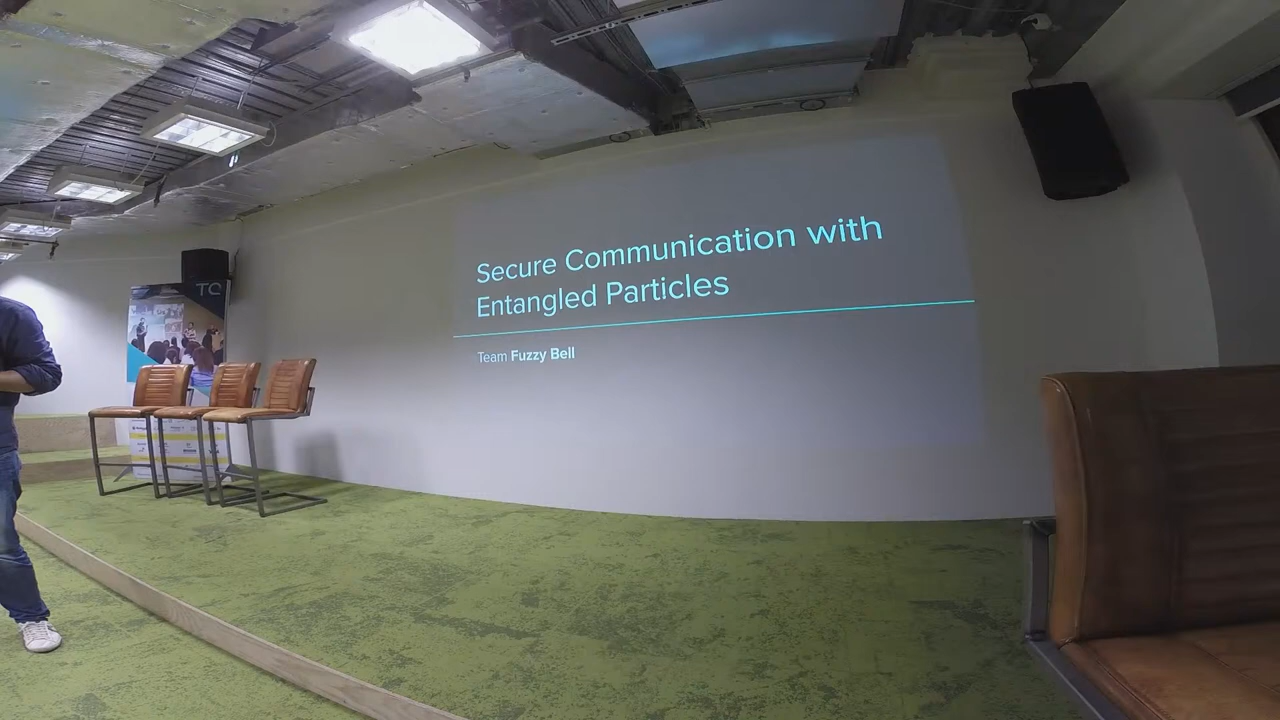 TQ
Secure Communication with
Entangled Particles
Team Fuzzy Bell